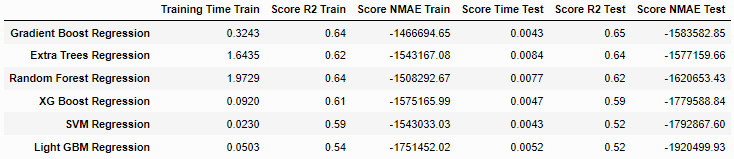 Training Time Train Score R2 Train Score NMAE Train Score Time Test Score R2 Test Score NMAE Test
Gradient Boost Regression 0.3243 0.64 -1466694.65 0.0043 0.65 -1583582.85
Extra Trees Regression 1.6435 0.62 -1543167.08 0.0084 0.64 -1577159.66
Random Forest Regression 1.9729 0.64 -1508292.67 0.0077 0.62 -1620653.43
XG Boost Regression 0.0920 0.61 -1575165.99 0.0047 0.59 -1779588.84
SVM Regression 0.0230 0.59 -1543033.03 0.0043 0.52 -1792867.60
Light GBM Regression 0.0503 0.54 -1751452.02 0.0052 0.52 -1920499.93